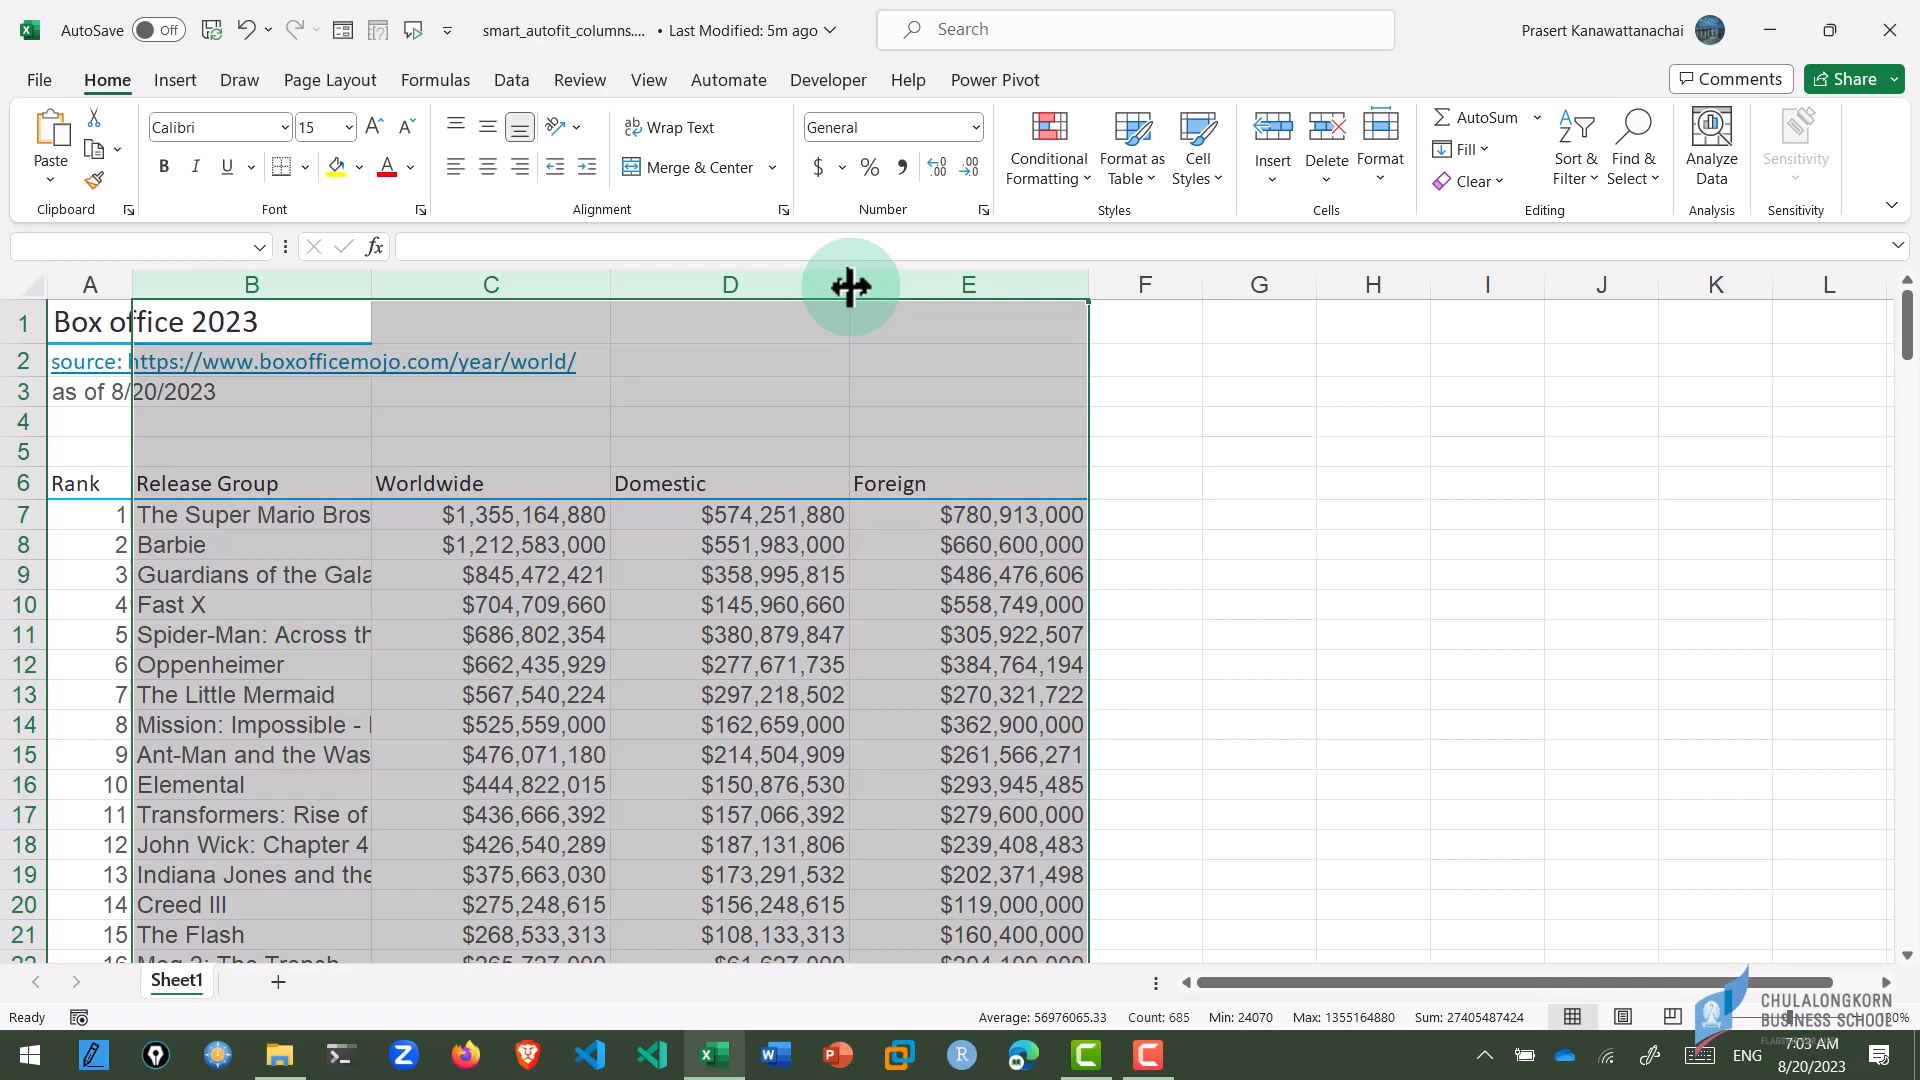 AutoSave Off smart_autofit_columns.... • Last Modified: 5m ago Search Prasert Kanawattanachai
File Home Insert Draw Page Layout Formulas Data Review View Automate Developer Help Power Pivot Comments Share
Paste Calibri 15 Wrap Text General Conditional Formatting Format as Table Cell Styles Insert Delete Format AutoSum Sort & Filter Find & Select Analyze Data Sensitivity
B I U Merge & Center $ % Fill
Clear
Clipboard Font Alignment Number Styles Cells Editing Analysis Sensitivity
fx
A B C D E F G H I J K L
1 Box office 2023
2 source: https://www.boxofficemojo.com/year/world/
3 as of 8/20/2023
4
5
6 Rank Release Group Worldwide Domestic Foreign
7 1 The Super Mario Bros $1,355,164,880 $574,251,880 $780,913,000
8 2 Barbie $1,212,583,000 $551,983,000 $660,600,000
9 3 Guardians of the Gala $845,472,421 $358,995,815 $486,476,606
10 4 Fast X $704,709,660 $145,960,660 $558,749,000
11 5 Spider-Man: Across th $686,802,354 $380,879,847 $305,922,507
12 6 Oppenheimer $662,435,929 $277,671,735 $384,764,194
13 7 The Little Mermaid $567,540,224 $297,218,502 $270,321,722
14 8 Mission: Impossible - $525,559,000 $162,659,000 $362,900,000
15 9 Ant-Man and the Was $476,071,180 $214,504,909 $261,566,271
16 10 Elemental $444,822,015 $150,876,530 $293,945,485
17 11 Transformers: Rise of $436,666,392 $157,066,392 $279,600,000
18 12 John Wick: Chapter 4 $426,540,289 $187,131,806 $239,408,483
19 13 Indiana Jones and the $375,663,030 $173,291,532 $202,371,498
20 14 Creed III $275,248,615 $156,248,615 $119,000,000
21 15 The Flash $268,533,313 $108,133,313 $160,400,000
Sheet1
CHULALONGKORN
BUSINESS SCHOOL
Ready Average: 56976065.33 Count: 685 Min: 24070 Max: 1355164880 Sum: 27405487424
ENG 7:03 AM
8/20/2023